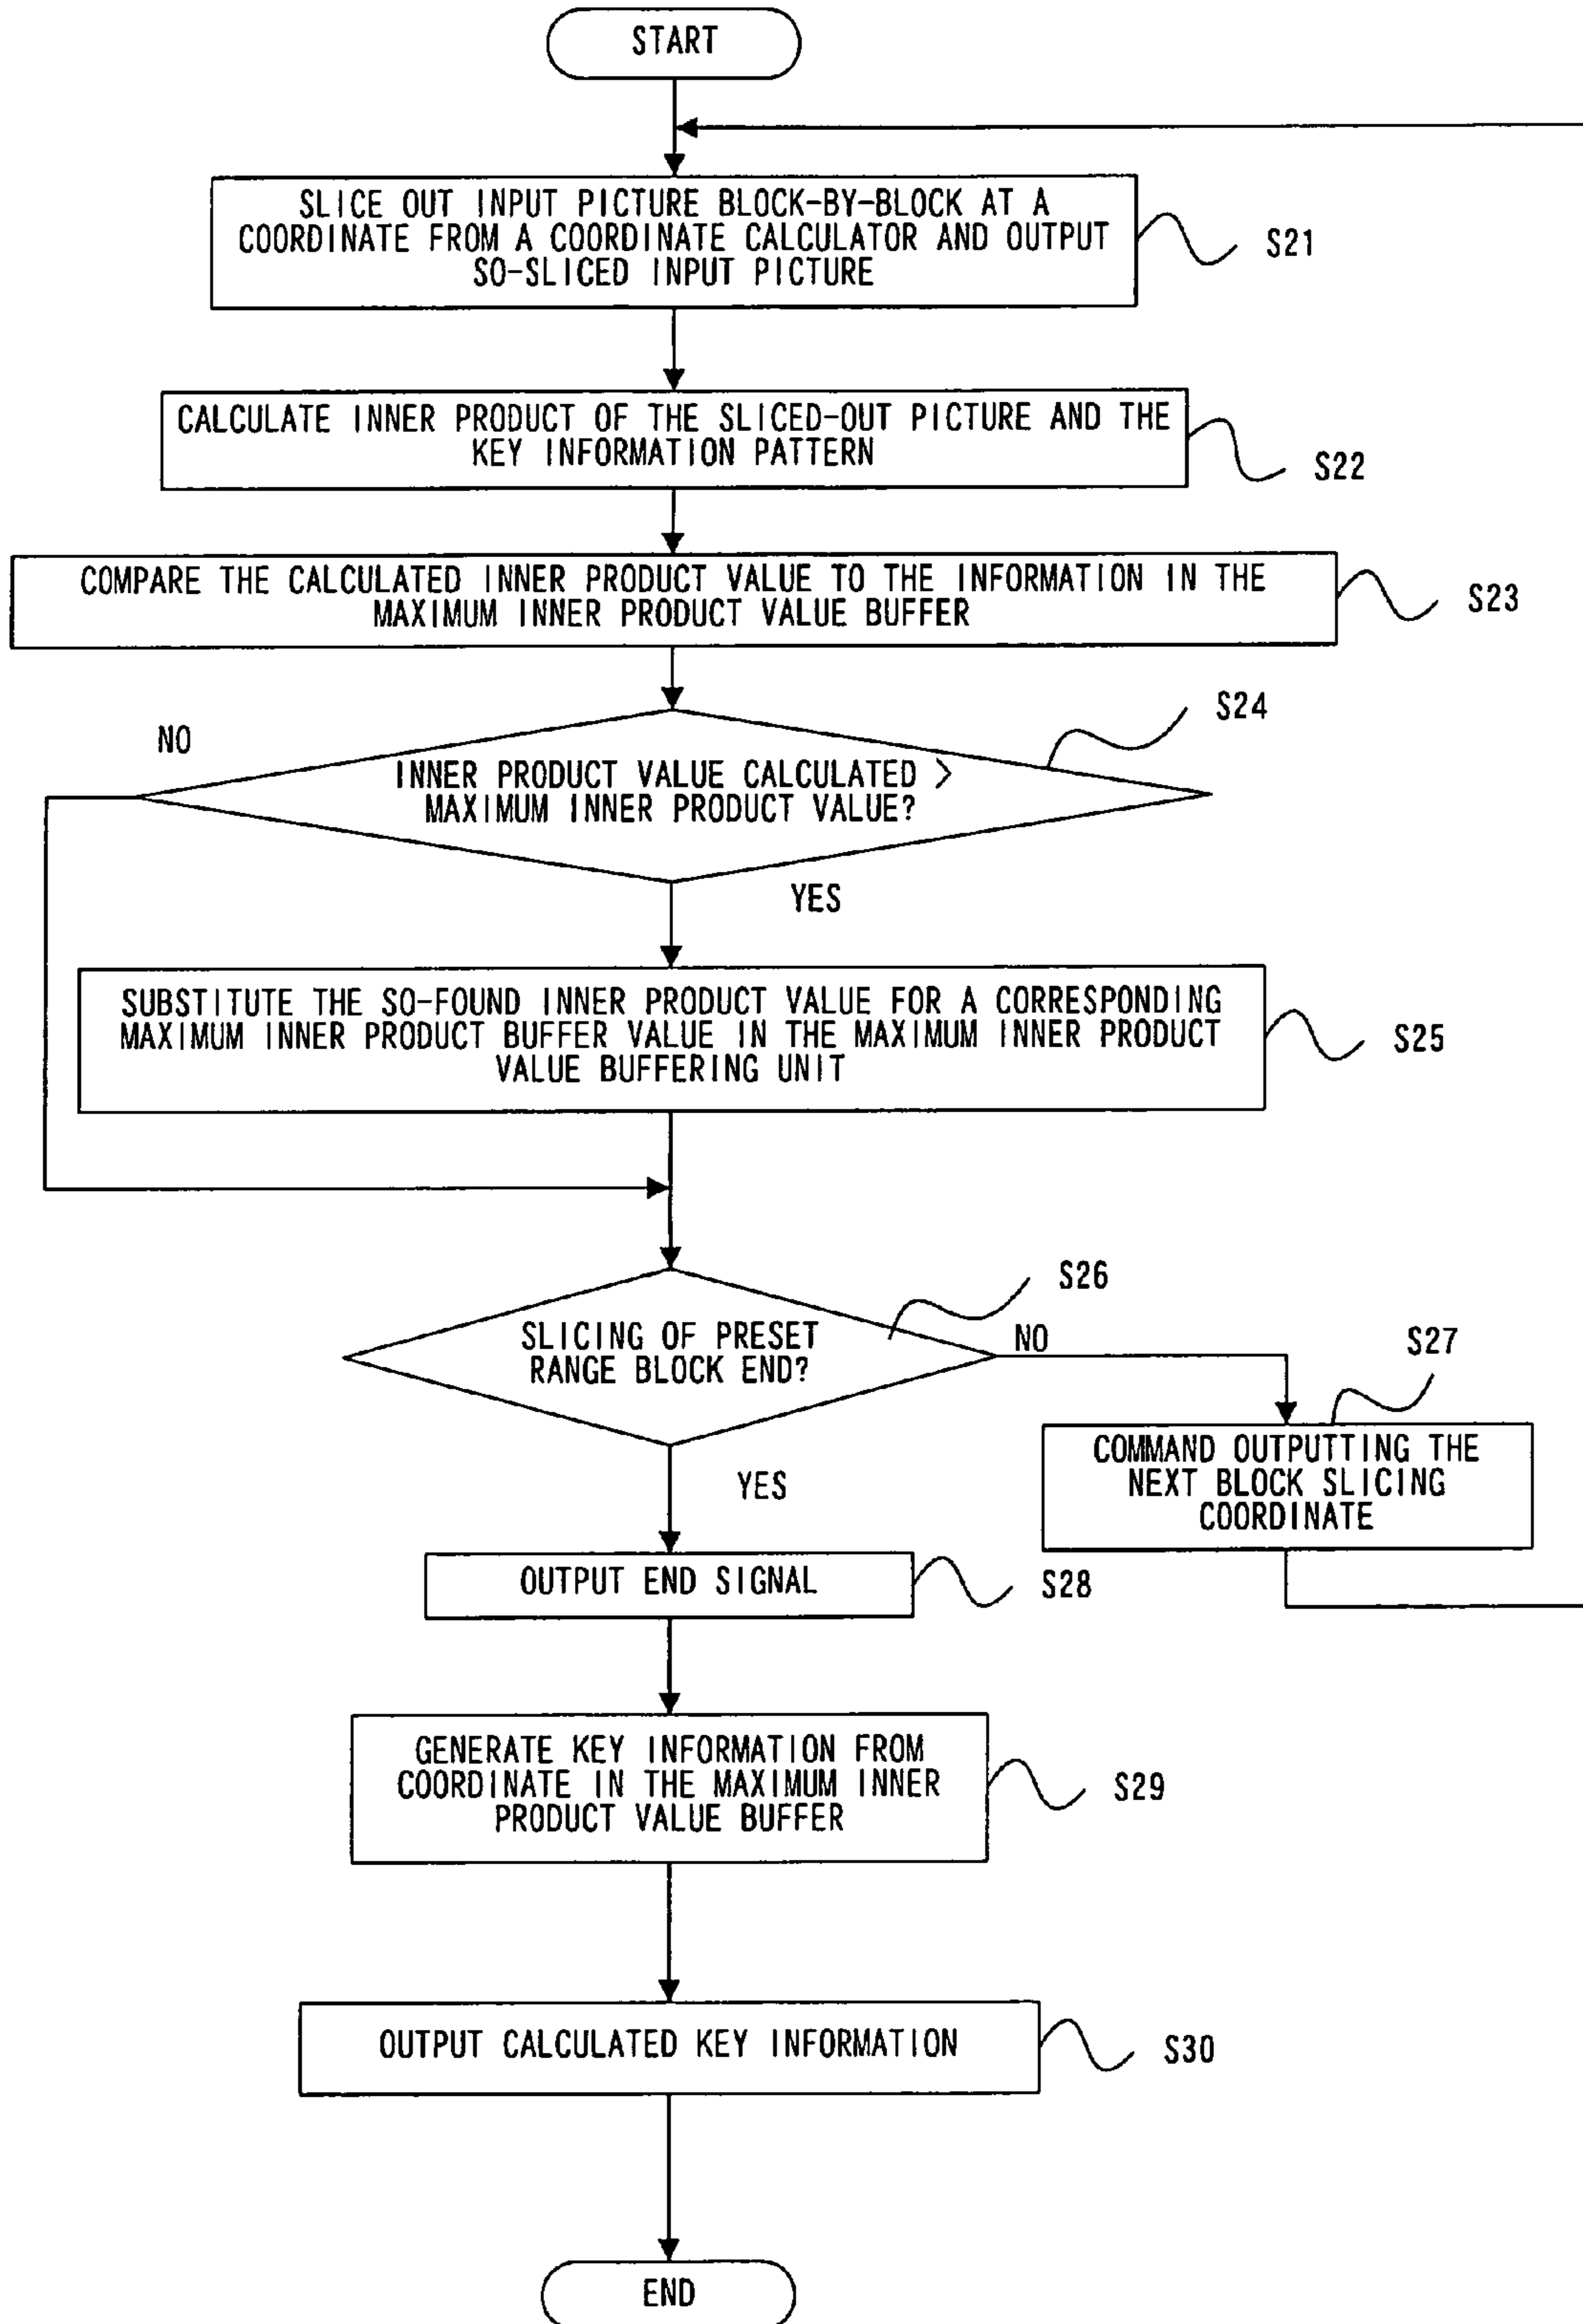 START
SLICE OUT INPUT PICTURE BLOCK-BY-BLOCK AT A
COORDINATE FROM A COORDINATE CALCULATOR AND OUTPUT
SO-SLICED INPUT PICTURE
S21
CALCULATE INNER PRODUCT OF THE SLICED-OUT PICTURE AND THE
KEY INFORMATION PATTERN
S22
COMPARE THE CALCULATED INNER PRODUCT VALUE TO THE INFORMATION IN THE
MAXIMUM INNER PRODUCT VALUE BUFFER
S23
S24
NO
INNER PRODUCT VALUE CALCULATED >
MAXIMUM INNER PRODUCT VALUE?
YES
SUBSTITUTE THE SO-FOUND INNER PRODUCT VALUE FOR A CORRESPONDING
MAXIMUM INNER PRODUCT BUFFER VALUE IN THE MAXIMUM INNER PRODUCT
VALUE BUFFERING UNIT
S25
S26
SLICING OF PRESET
RANGE BLOCK END?
NO
S27
COMMAND OUTPUTTING THE
NEXT BLOCK SLICING
COORDINATE
YES
OUTPUT END SIGNAL
S28
GENERATE KEY INFORMATION FROM
COORDINATE IN THE MAXIMUM INNER
PRODUCT VALUE BUFFER
S29
OUTPUT CALCULATED KEY INFORMATION
S30
END